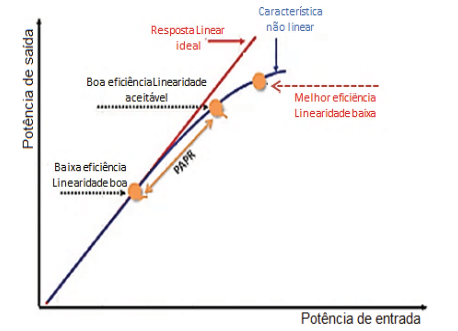 Característica
não linear
Resposta Linear
ideal
Potência de saída
Boa eficiência Linearidade
aceitável
Melhor eficiência
Linearidade baixa
PAPR
Baixa eficiência
Linearidade boa
Potência de entrada